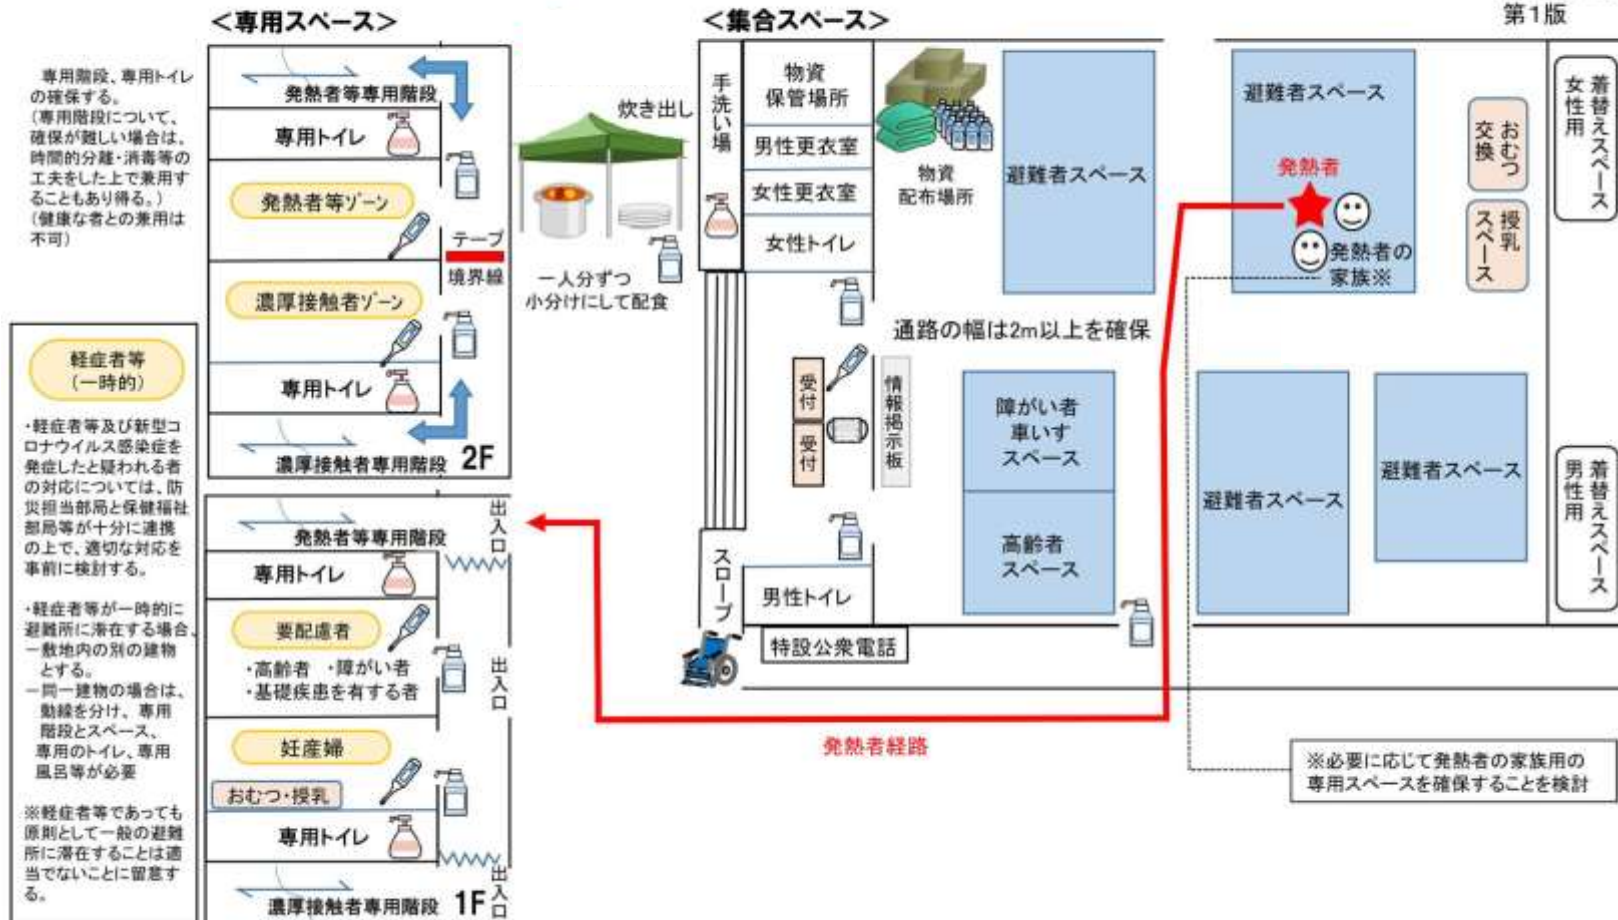 第1版
<専用スペース>
専用階段、専用トイレ
の確保する。
(専用階段について、
確保が難しい場合は、
時間的分離・消毒等の
工夫をした上で兼用す
ることもあり得る。)
(健康な者との兼用は
不可)
発熱者等専用階段
専用トイレ
発熱者等ゾーン
テープ
境界線
濃厚接触者ゾーン
専用トイレ
濃厚接触者専用階段 2F
軽症者等
(一時的)
・軽症者等及び新型コ
ロナウイルス感染症を
発症したと疑われる者
の対応については、防
災担当部局と保健福祉
部局等が十分に連携
の上で、適切な対応を
事前に検討する。
・軽症者等が一時的に
避難所に滞在する場合、
ー敷地内の別の建物
とする。
ー同一建物の場合は、
動線を分け、専用
階段とスペース、
専用のトイレ、専用
風呂等が必要
※軽症者等であっても
原則として一般の避難
所に滞在することは適
当でないことに留意す
る。
発熱者等専用階段
出入口
専用トイレ
要配慮者
・高齢者 ・障がい者
・基礎疾患を有する者
出入口
妊産婦
おむつ・授乳
専用トイレ
濃厚接触者専用階段 1F
出入口
炊き出し
一人分ずつ
小分けにして配食
<集合スペース>
手洗い場
物資
保管場所
男性更衣室
女性更衣室
女性トイレ
物資
配布場所
避難者スペース
避難者スペース
発熱者
発熱者の
家族※
おむつ
交換
授乳
スペース
着替えスペース
女性用
通路の幅は2m以上を確保
受付
受付
情報掲示板
障がい者
車いす
スペース
高齢者
スペース
避難者スペース
避難者スペース
着替えスペース
男性用
スロープ
男性トイレ
特設公衆電話
発熱者経路
※必要に応じて発熱者の家族用の
専用スペースを確保することを検討